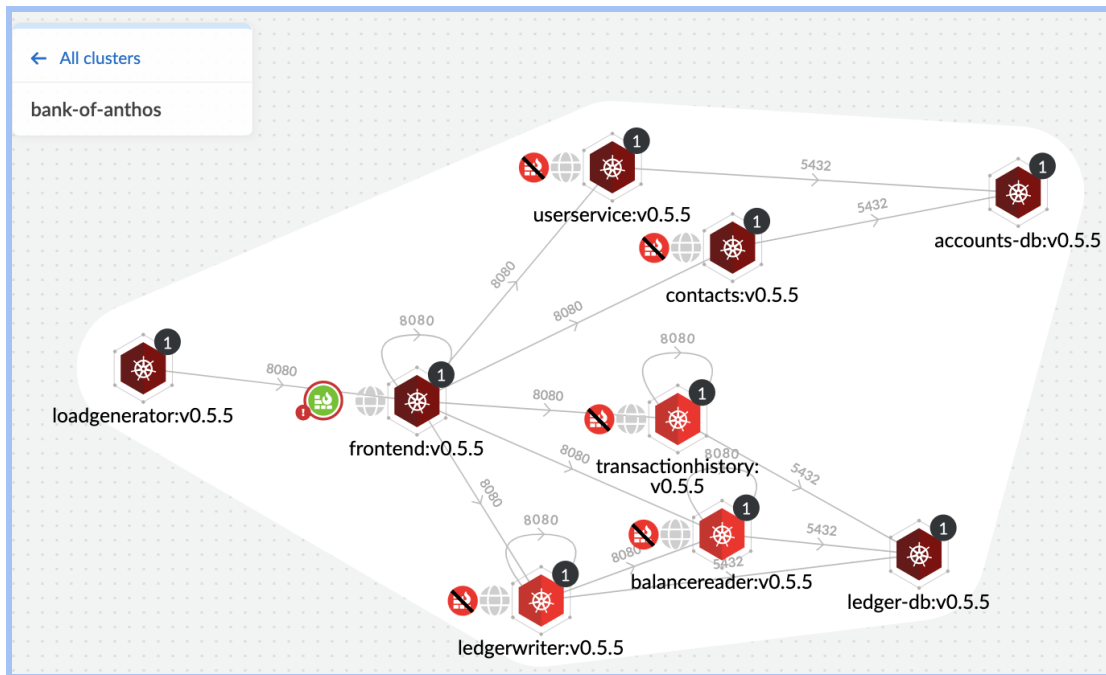 ← All clusters
bank-of-anthos
1
userservice:v0.5.5
5432
1
accounts-db:v0.5.5
5432
1
contacts:v0.5.5
8080
8080
8080
1
loadgenerator:v0.5.5
8080
!
1
frontend:v0.5.5
8080
8080
1
transactionhistory:
v0.5.5
8080
8080
5432
8080
1
balancereader:v0.5.5
5432
8080
1
ledgerwriter:v0.5.5
8080
5432
1
ledger-db:v0.5.5